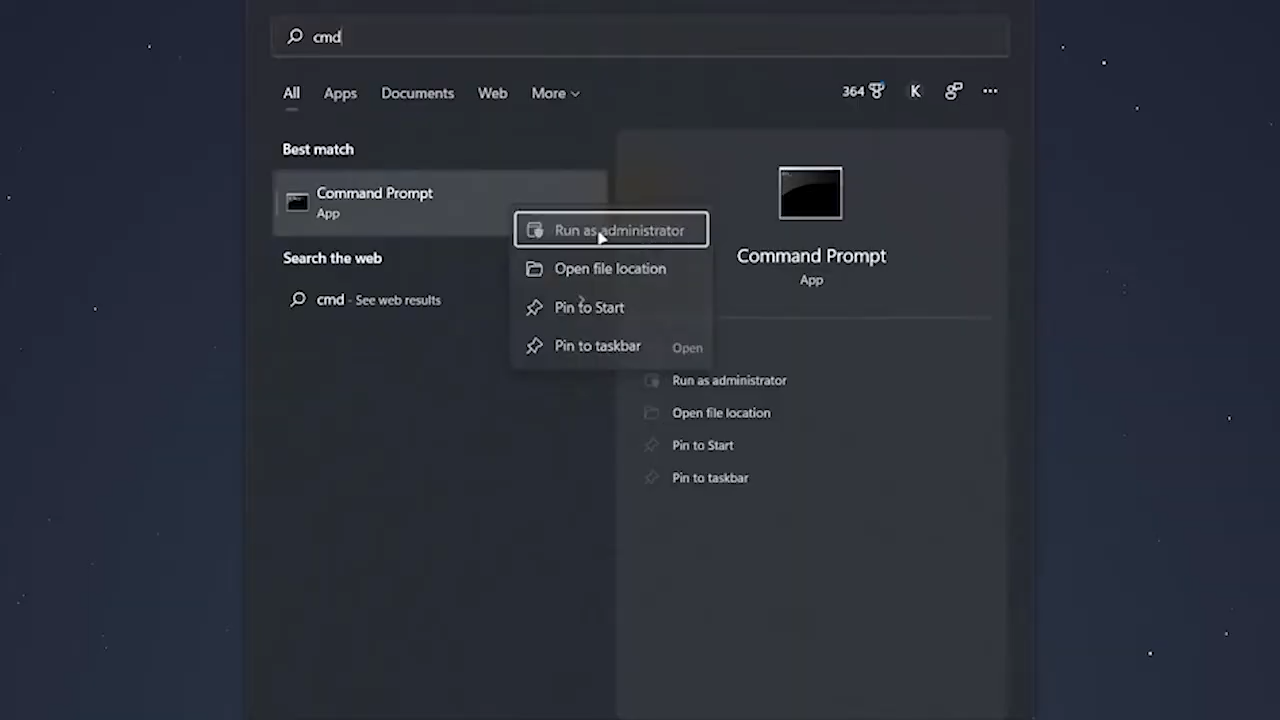 cmd
All Apps Documents Web More 364 K ...
Best match
Command Prompt
App
Search the web
cmd - See web results
Run as administrator
Open file location
Pin to Start
Pin to taskbar
Command Prompt
App
Open
Run as administrator
Open file location
Pin to Start
Pin to taskbar